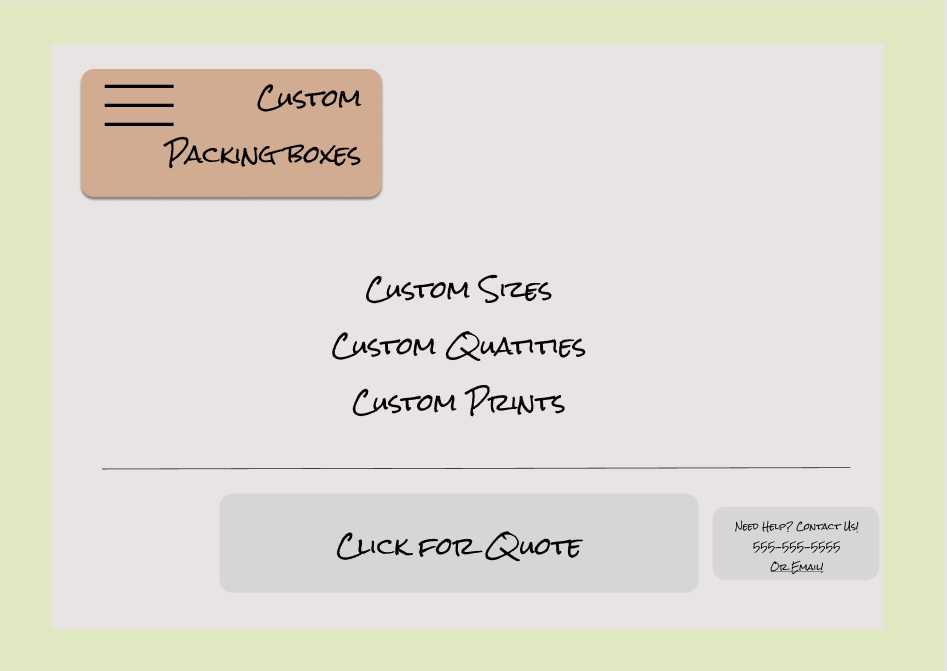 Custom
Packing boxes
Custom Sizes
Custom Quatities
Custom Prints
Click for Quote
Need Help? Contact Us!
555-555-5555
Or Email!